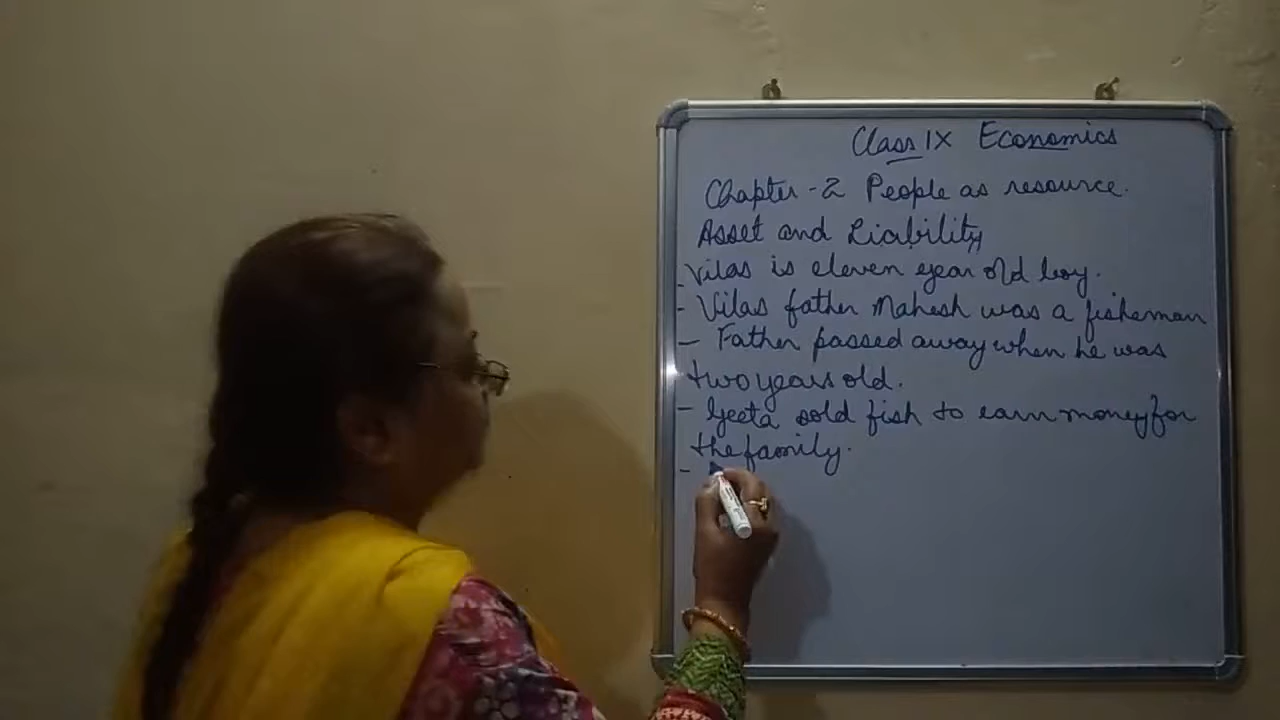 Class IX Economics
Chapter - 2 People as resource.
Asset and Liability
- Vilas is eleven year old boy.
- Vilas father Mahesh was a fisherman
- Father passed away when he was
two years old.
- Geeta sold fish to earn money for
the family.
-